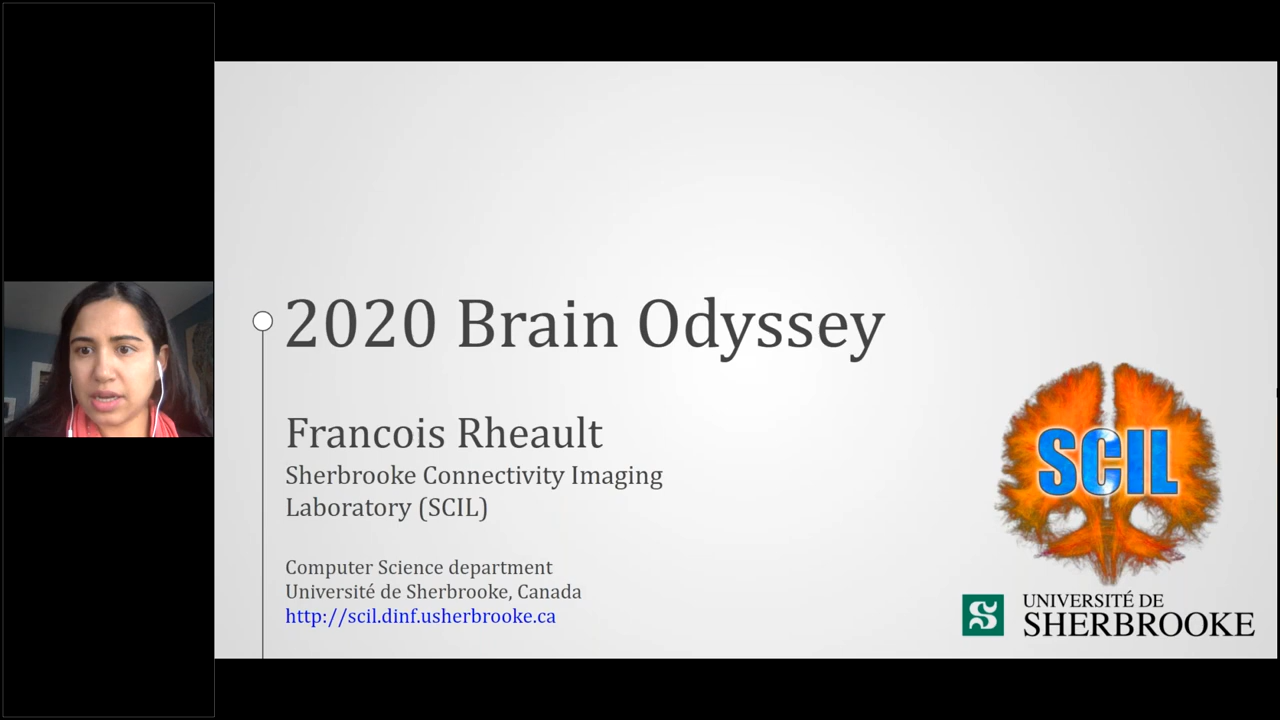 2020 Brain Odyssey
Francois Rheault
Sherbrooke Connectivity Imaging
Laboratory (SCIL)
Computer Science department
Université de Sherbrooke, Canada
http://scil.dinf.usherbrooke.ca
SCIL
UNIVERSITÉ DE
SHERBROOKE